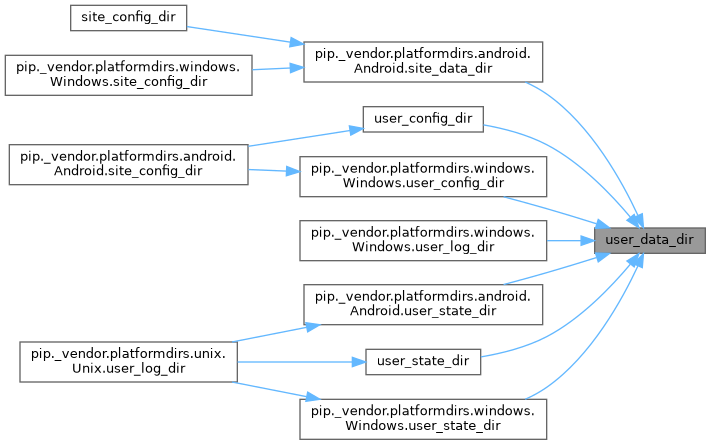 site_config_dir
pip._vendor.platformdirs.windows.
Windows.site_config_dir
pip._vendor.platformdirs.android.
Android.site_data_dir
user_config_dir
pip._vendor.platformdirs.android.
Android.site_config_dir
pip._vendor.platformdirs.windows.
Windows.user_config_dir
pip._vendor.platformdirs.windows.
Windows.user_log_dir
user_data_dir
pip._vendor.platformdirs.android.
Android.user_state_dir
pip._vendor.platformdirs.unix.
Unix.user_log_dir
user_state_dir
pip._vendor.platformdirs.windows.
Windows.user_state_dir